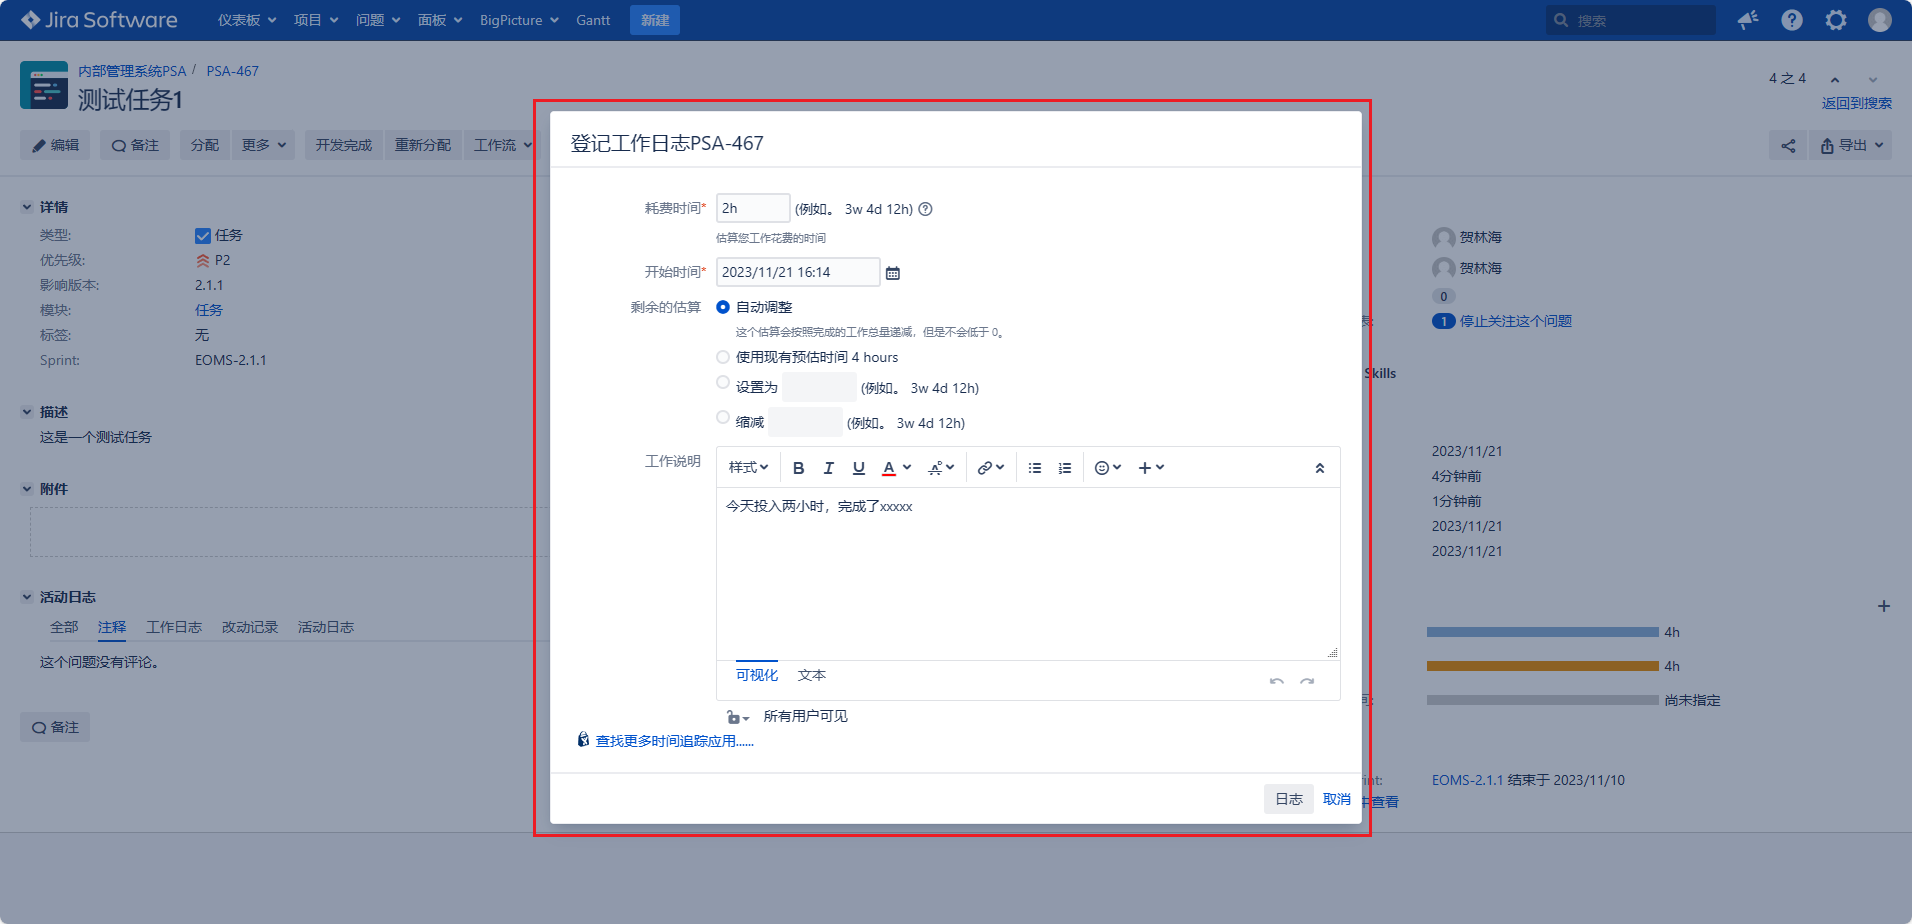 Jira Software 仪表板 项目 问题 面板 BigPicture Gantt 新建 搜索
内部管理系统PSA / PSA-467
测试任务1
4 之 4
返回到搜索
编辑 备注 分配 更多 开发完成 重新分配 工作流 导出
详情
类型: 任务
优先级: P2
影响版本: 2.1.1
模块: 任务
标签: 无
Sprint: EOMS-2.1.1
描述
这是一个测试任务
附件
活动日志
全部 注释 工作日志 改动记录 活动日志
这个问题没有评论。
备注
登记工作日志PSA-467
耗费时间* 2h (例如。 3w 4d 12h)
估算您工作花费的时间
开始时间* 2023/11/21 16:14
剩余的估算 自动调整
这个估算会按照完成的工作总量递减，但是不会低于 0。
使用现有预估时间 4 hours
设置为 (例如。 3w 4d 12h)
缩减 (例如。 3w 4d 12h)
工作说明 样式 B I U A
今天投入两小时，完成了xxxxx
可视化 文本
所有用户可见
查找更多时间追踪应用......
日志 取消
贺林海
贺林海
0
1 停止关注这个问题
Skills
2023/11/21
4分钟前
1分钟前
2023/11/21
2023/11/21
4h
4h
尚未指定
EOMS-2.1.1 结束于 2023/11/10
查看